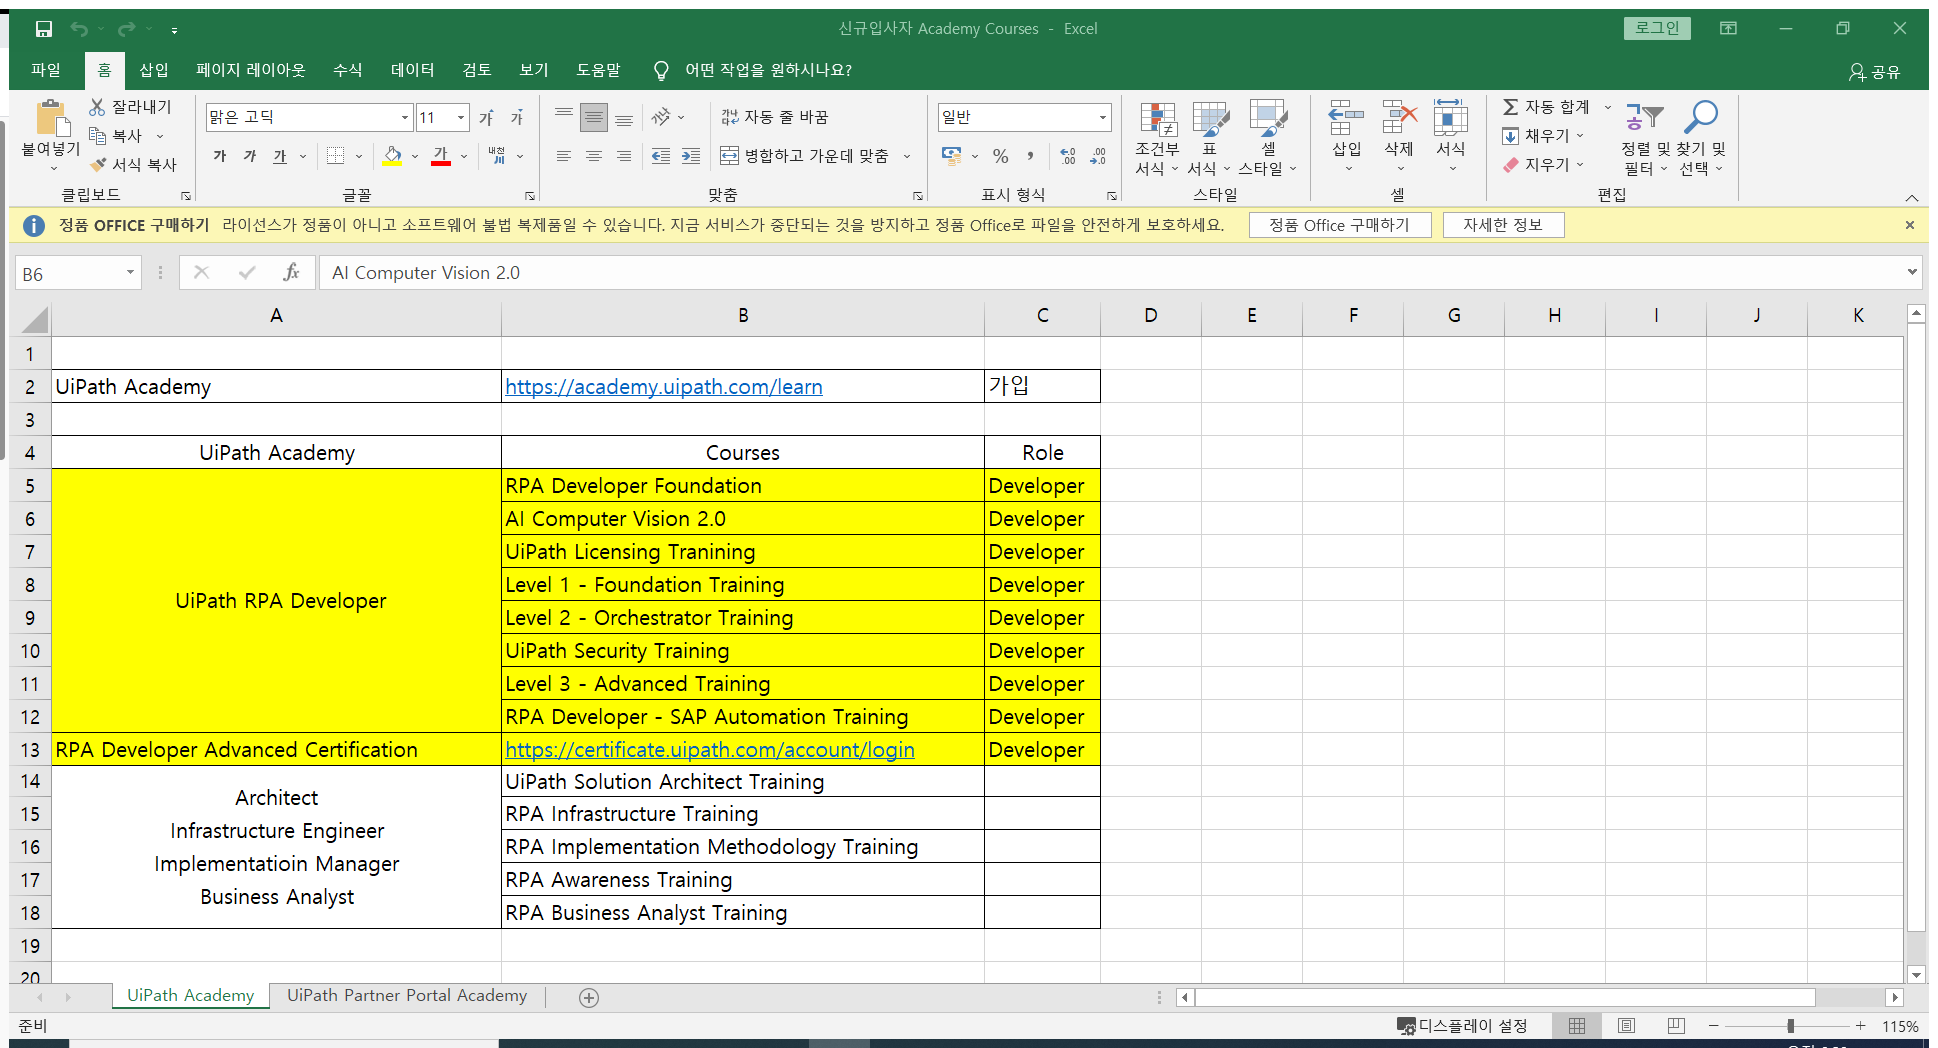 신규입사자 Academy Courses - Excel
로그인
파일 홈 삽입 페이지 레이아웃 수식 데이터 검토 보기 도움말 어떤 작업을 원하시나요? 공유
붙여넣기
잘라내기
복사
서식 복사
클립보드
맑은 고딕 11 가 가
가 가 가 가 내천
글꼴
자동 줄 바꿈
병합하고 가운데 맞춤
맞춤
일반
% ,
표시 형식
조건부 서식
표 서식
셀 스타일
스타일
삽입 삭제 서식
셀
자동 합계
채우기
지우기
정렬 및 필터
찾기 및 선택
편집
정품 OFFICE 구매하기 라이선스가 정품이 아니고 소프트웨어 불법 복제품일 수 있습니다. 지금 서비스가 중단되는 것을 방지하고 정품 Office로 파일을 안전하게 보호하세요. 정품 Office 구매하기 자세한 정보
B6 fx AI Computer Vision 2.0
A B C D E F G H I J K
1
2 UiPath Academy https://academy.uipath.com/learn 가입
3
4 UiPath Academy Courses Role
5 RPA Developer Foundation Developer
6 AI Computer Vision 2.0 Developer
7 UiPath Licensing Tranining Developer
8 Level 1 - Foundation Training Developer
UiPath RPA Developer
9 Level 2 - Orchestrator Training Developer
10 UiPath Security Training Developer
11 Level 3 - Advanced Training Developer
12 RPA Developer - SAP Automation Training Developer
13 RPA Developer Advanced Certification https://certificate.uipath.com/account/login Developer
14 UiPath Solution Architect Training
Architect
15 RPA Infrastructure Training
Infrastructure Engineer
16 RPA Implementation Methodology Training
Implementatioin Manager
17 RPA Awareness Training
Business Analyst
18 RPA Business Analyst Training
19
20
UiPath Academy UiPath Partner Portal Academy
준비 디스플레이 설정 115%